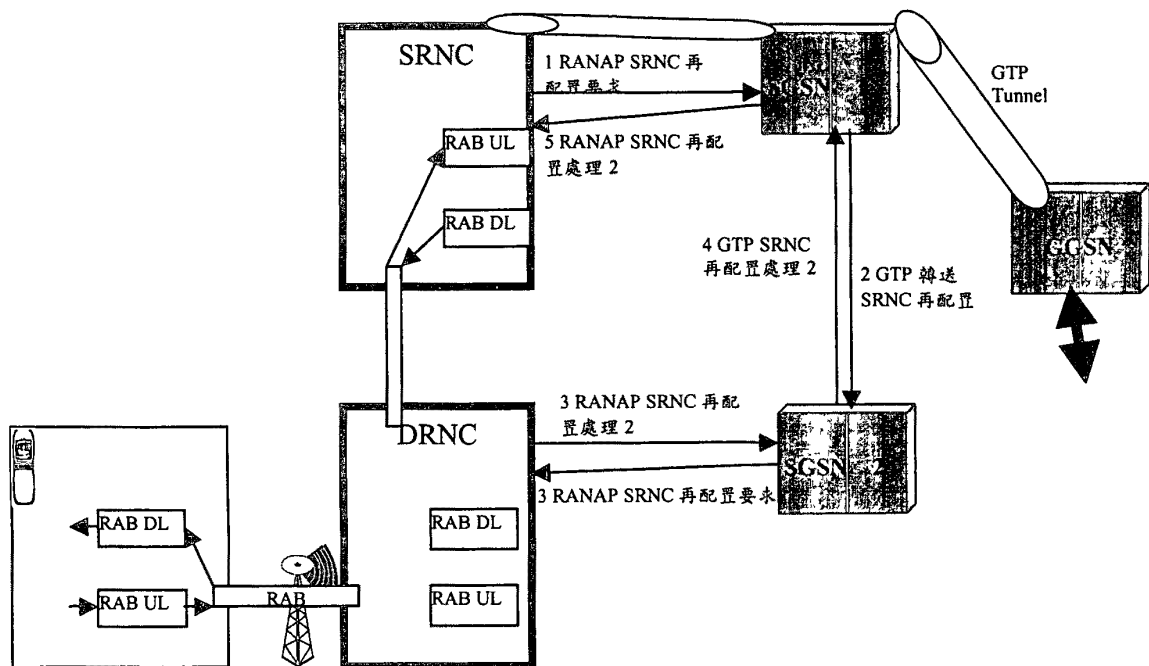 SRNC
1 RANAP SRNC 再
配置要求
SGSN
GTP
Tunnel
RAB UL
5 RANAP SRNC 再配
置處理 2
RAB DL
4 GTP SRNC
再配置處理 2
2 GTP 轉送
SRNC 再配置
GGSN
DRNC
3 RANAP SRNC 再配
置處理 2
SGSN 2
3 RANAP SRNC 再配置要求
RAB DL
RAB DL
RAB
RAB UL
RAB UL